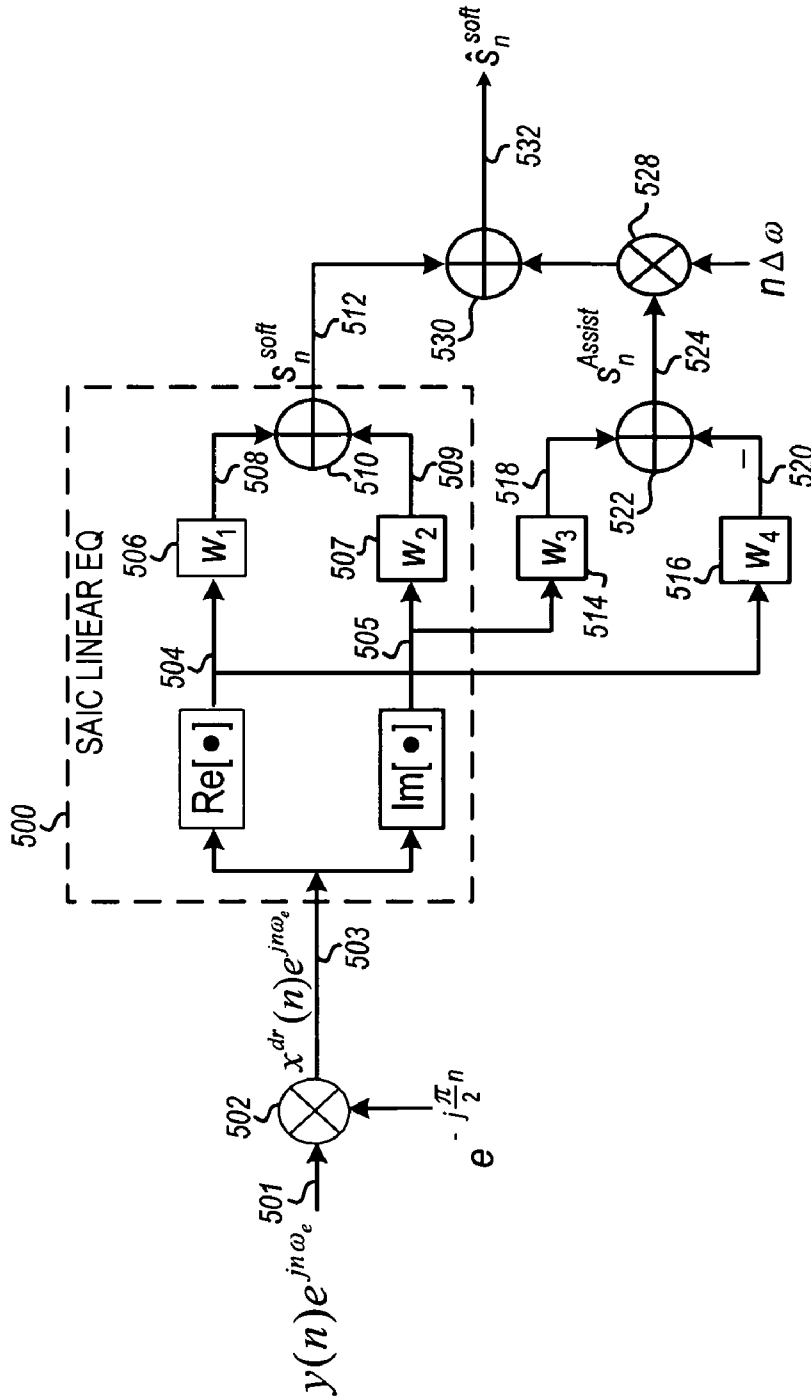 500
SAIC LINEAR EQ
y(n)e^{jnω_e}
501
502
e^{-j\frac{π}{2}n}
x^{dr}(n)e^{jnω_e}
503
Re[•]
Im[•]
504
505
506
W_1
507
W_2
508
509
510
s_n^{soft}
512
W_3
514
W_4
516
518
–
520
522
s_n^{Assist}
524
528
nΔω
530
532
ŝ_n^{soft}